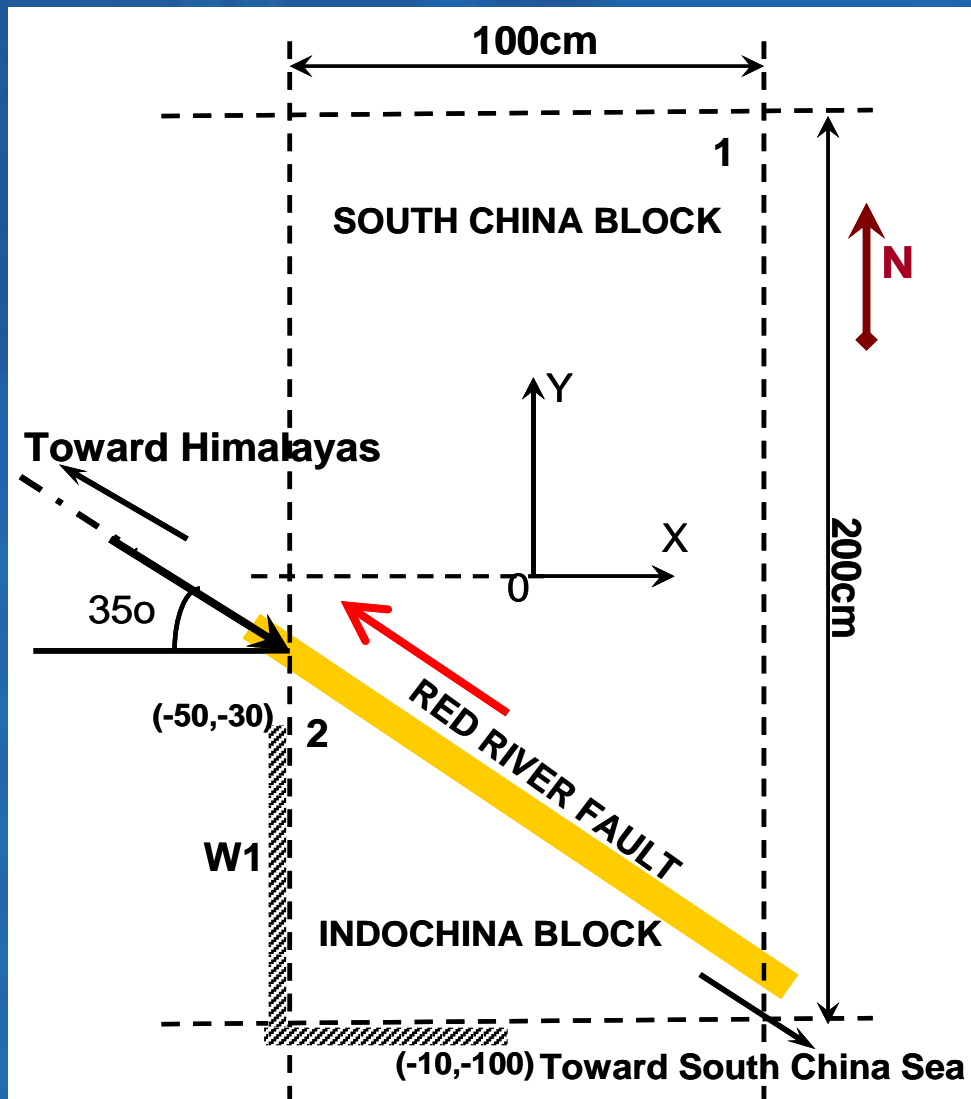 100cm
1
SOUTH CHINA BLOCK
N
Y
Toward Himalayas
X
0
200cm
35o
RED RIVER FAULT
(-50,-30)
2
W1
INDOCHINA BLOCK
(-10,-100)
Toward South China Sea